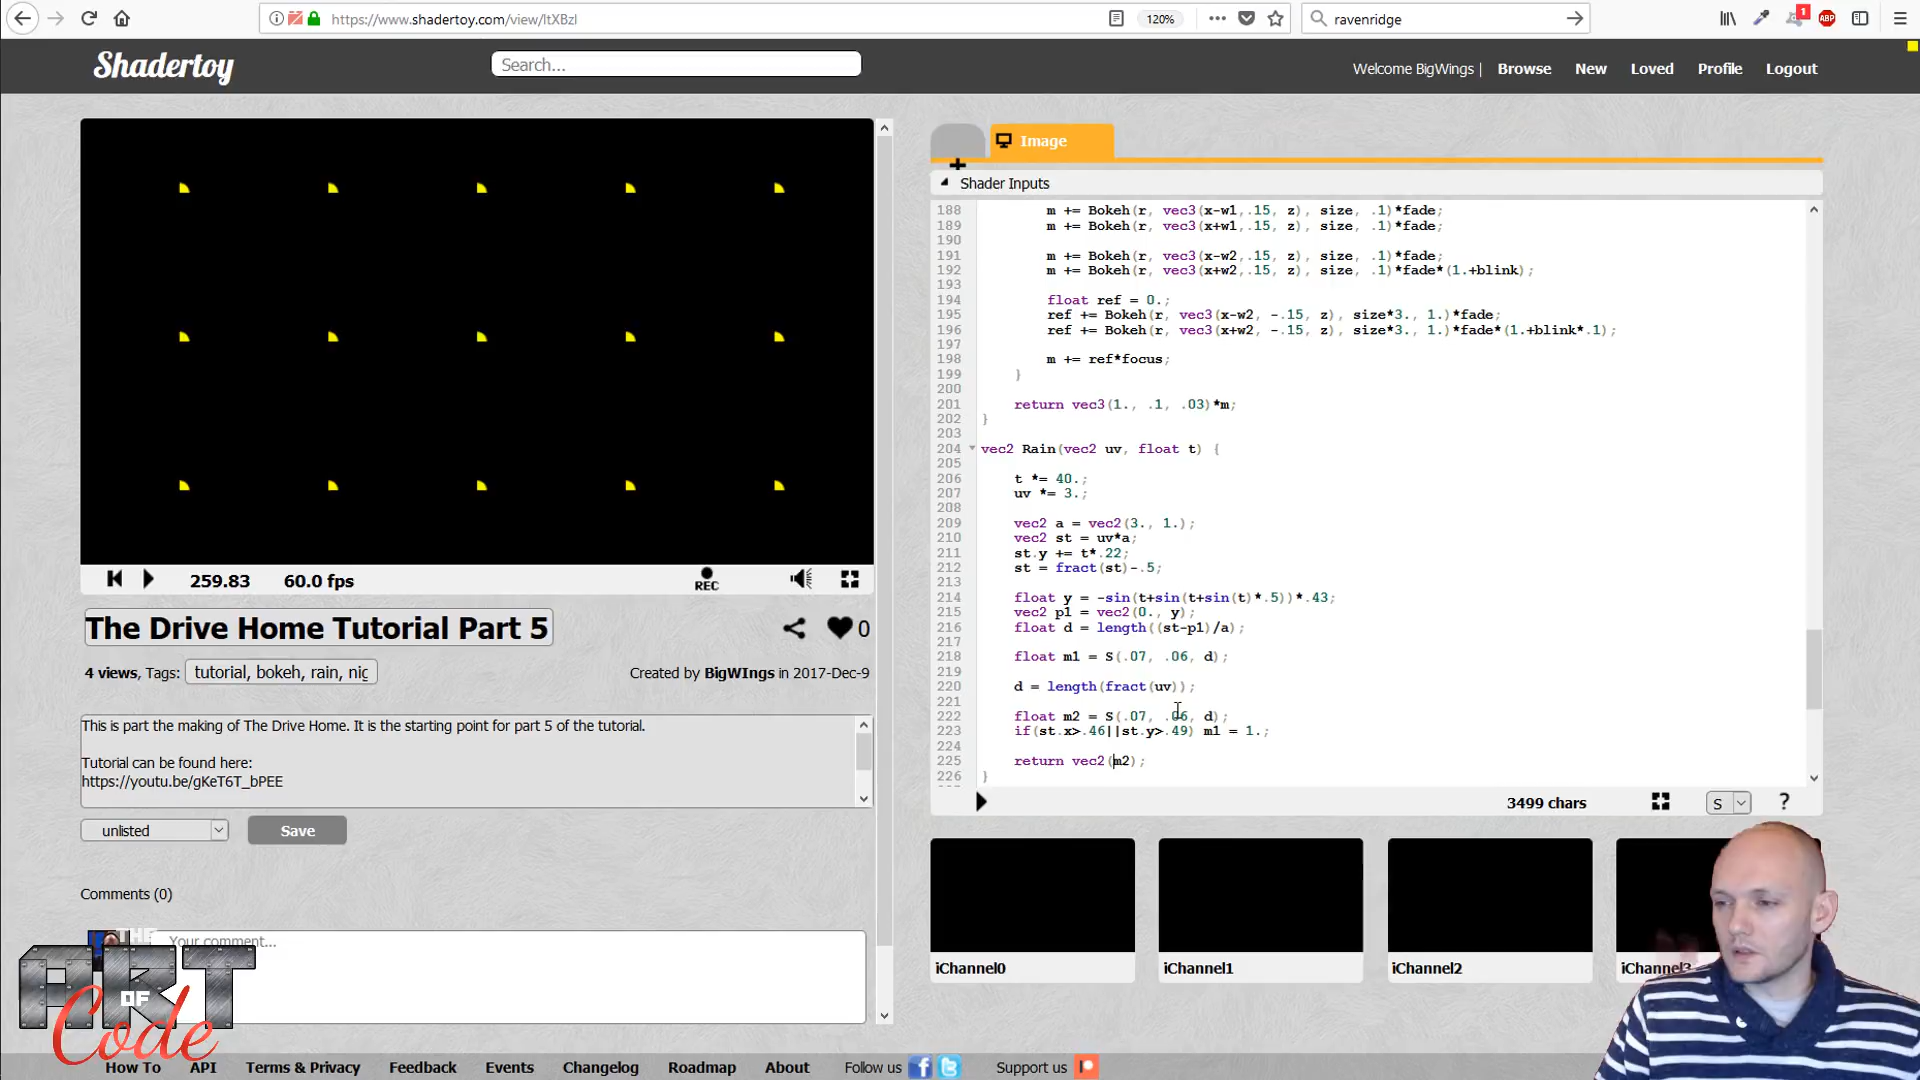 https://www.shadertoy.com/view/ltXBzl
120%
ravenridge
1
ABP
Shadertoy
Search...
Welcome BigWings |
Browse
New
Loved
Profile
Logout
259.83
60.0 fps
REC
The Drive Home Tutorial Part 5
0
4 views, Tags:
tutorial, bokeh, rain, nig
Created by BigWIngs in 2017-Dec-9
This is part the making of The Drive Home. It is the starting point for part 5 of the tutorial.
Tutorial can be found here:
https://youtu.be/gKeT6T_bPEE
unlisted
Save
Comments (0)
Your comment...
THE
ART
OF
Code
Image
Shader Inputs
188 m += Bokeh(r, vec3(x-w1,.15, z), size, .1)*fade;
189 m += Bokeh(r, vec3(x+w1,.15, z), size, .1)*fade;
190
191 m += Bokeh(r, vec3(x-w2,.15, z), size, .1)*fade;
192 m += Bokeh(r, vec3(x+w2,.15, z), size, .1)*fade*(1.+blink);
193
194 float ref = 0.;
195 ref += Bokeh(r, vec3(x-w2, -.15, z), size*3., 1.)*fade;
196 ref += Bokeh(r, vec3(x+w2, -.15, z), size*3., 1.)*fade*(1.+blink*.1);
197
198 m += ref*focus;
199 }
200
201 return vec3(1., .1, .03)*m;
202 }
203
204 vec2 Rain(vec2 uv, float t) {
205
206 t *= 40.;
207 uv *= 3.;
208
209 vec2 a = vec2(3., 1.);
210 vec2 st = uv*a;
211 st.y += t*.22;
212 st = fract(st)-.5;
213
214 float y = -sin(t+sin(t+sin(t)*.5))*.43;
215 vec2 p1 = vec2(0., y);
216 float d = length((st-p1)/a);
217
218 float m1 = S(.07, .06, d);
219
220 d = length(fract(uv));
221
222 float m2 = S(.07, .06, d);
223 if(st.x>.46||st.y>.49) m1 = 1.;
224
225 return vec2(m2);
226 }
3499 chars
S
?
iChannel0
iChannel1
iChannel2
iChannel3
How To
API
Terms & Privacy
Feedback
Events
Changelog
Roadmap
About
Follow us
Support us